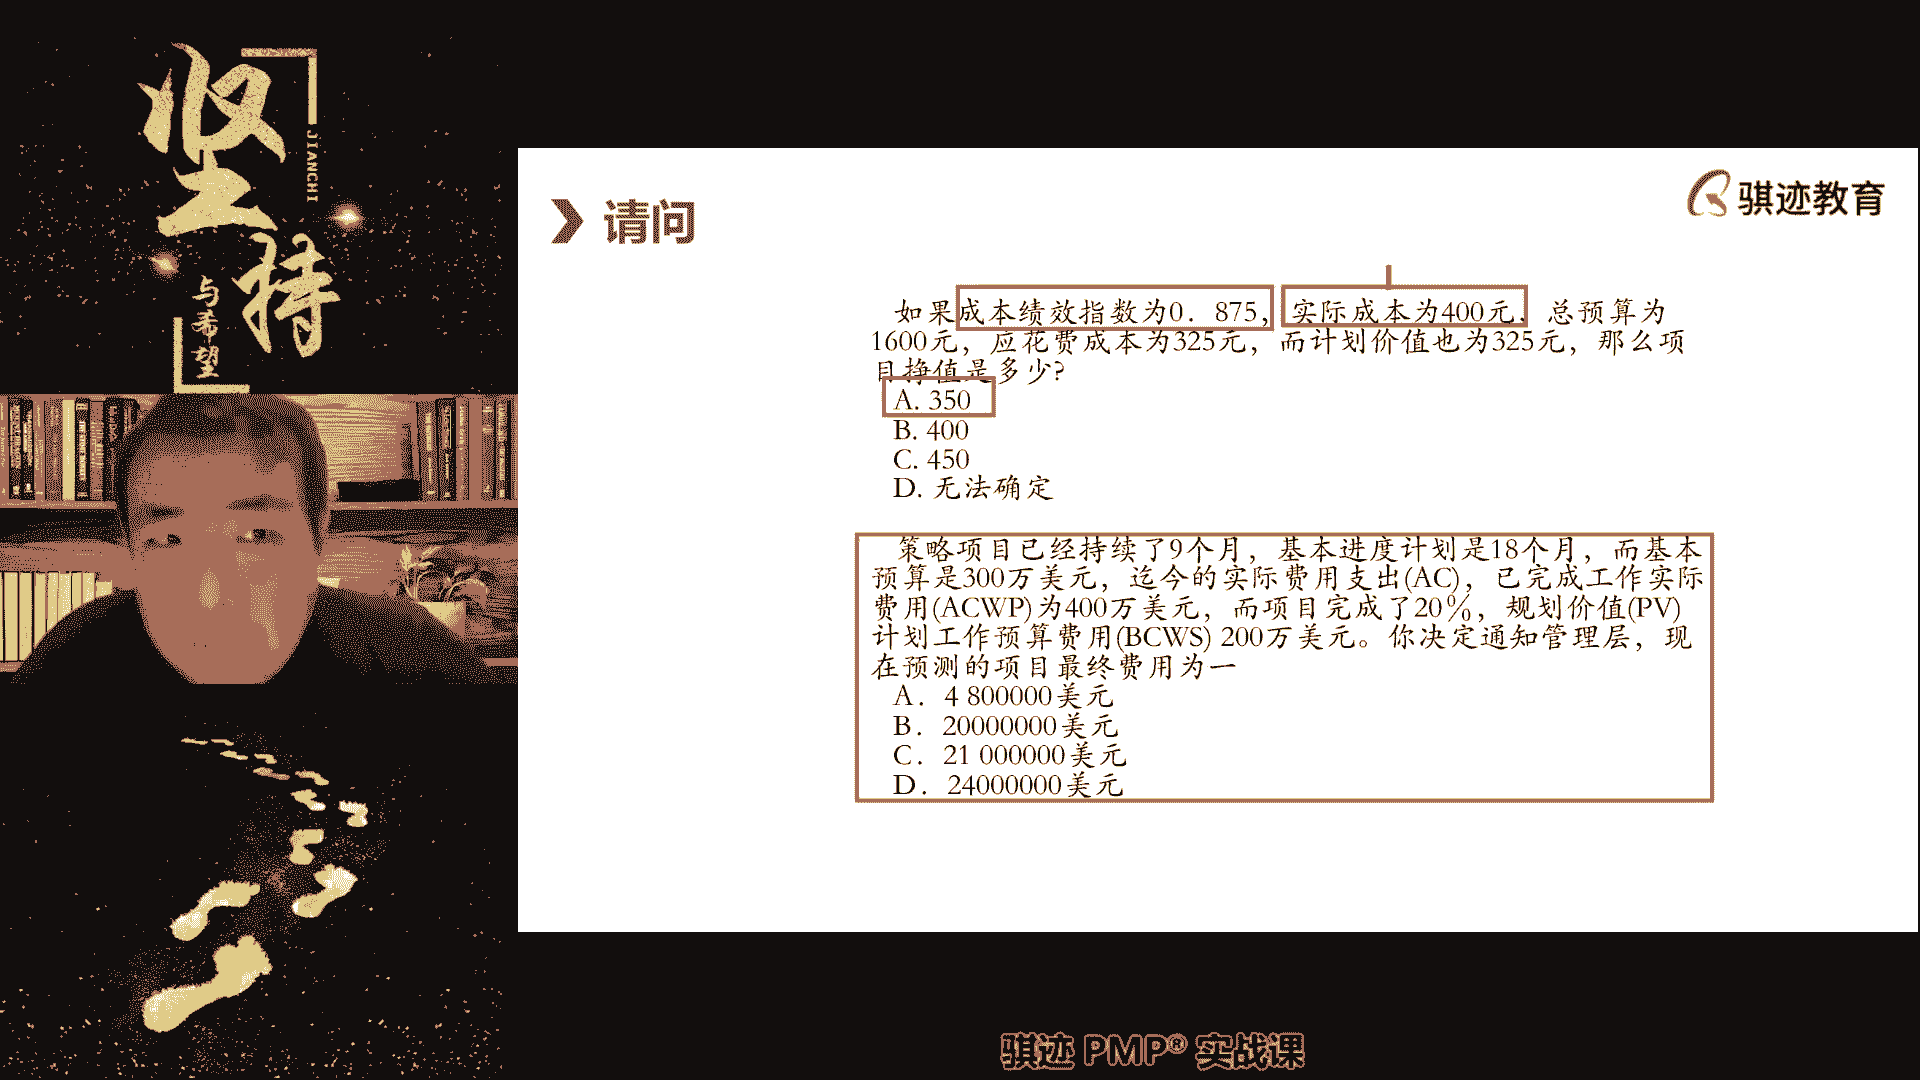 坚持
JIANCHI
与希望
请问
骐迹教育
如果成本绩效指数为0．875，实际成本为400元．总预算为
1600元，应花费成本为325元，而计划价值也为325元，那么项
目挣值是多少?
A. 350
B. 400
C. 450
D. 无法确定
策略项目已经持续了9个月，基本进度计划是18个月，而基本
预算是300万美元，迄今的实际费用支出(AC)，已完成工作实际
费用(ACWP)为400万美元，而项目完成了20％，规划价值(PV)
计划工作预算费用(BCWS) 200万美元。你决定通知管理层，现
在预测的项目最终费用为一
A．4 800000美元
B．20000000美元
C．21 000000美元
D．24000000美元
骐迹 PMP® 实战课